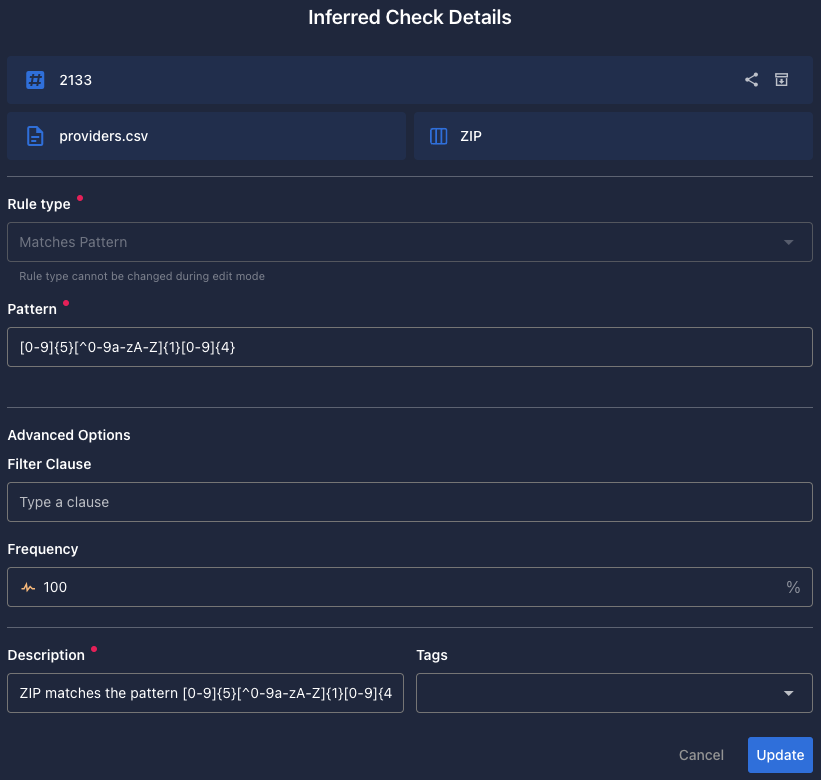 Inferred Check Details
2133
providers.csv
ZIP
Rule type
Matches Pattern
Rule type cannot be changed during edit mode
Pattern
[0-9]{5}[^0-9a-zA-Z]{1}[0-9]{4}
Advanced Options
Filter Clause
Type a clause
Frequency
100 %
Description
Tags
ZIP matches the pattern [0-9]{5}[^0-9a-zA-Z]{1}[0-9]{4
Cancel
Update